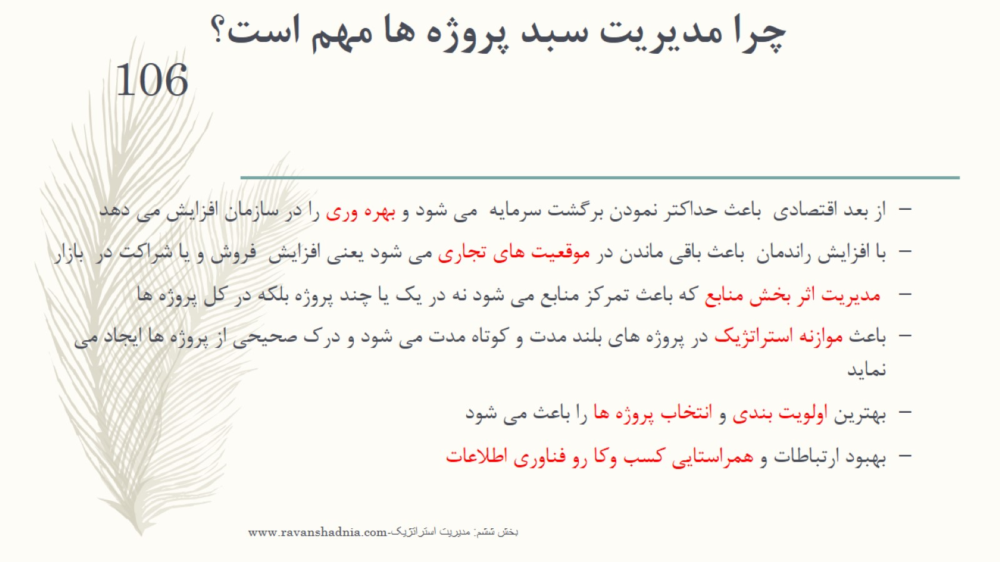 چرا مدیریت سبد پروژه ها مهم است؟
106
– از بعد اقتصادی باعث حداکثر نمودن برگشت سرمایه می شود و بهره وری را در سازمان افزایش می دهد
– با افزایش راندمان باعث باقی ماندن در موقعیت های تجاری می شود یعنی افزایش فروش و یا شراکت در بازار
– مدیریت اثر بخش منابع که باعث تمرکز منابع می شود نه در یک یا چند پروژه بلکه در کل پروژه ها
– باعث موازنه استراتژیک در پروژه های بلند مدت و کوتاه مدت می شود و درک صحیحی از پروژه ها ایجاد می
نماید
– بهترین اولویت بندی و انتخاب پروژه ها را باعث می شود
– بهبود ارتباطات و همراستایی کسب وکا رو فناوری اطلاعات
بخش ششم: مدیریت استراتژیک-www.ravanshadnia.com